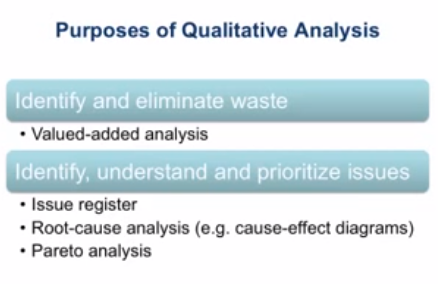 Purposes of Qualitative Analysis
Identify and eliminate waste
• Valued-added analysis
Identify, understand and prioritize issues
• Issue register
• Root-cause analysis (e.g. cause-effect diagrams)
• Pareto analysis